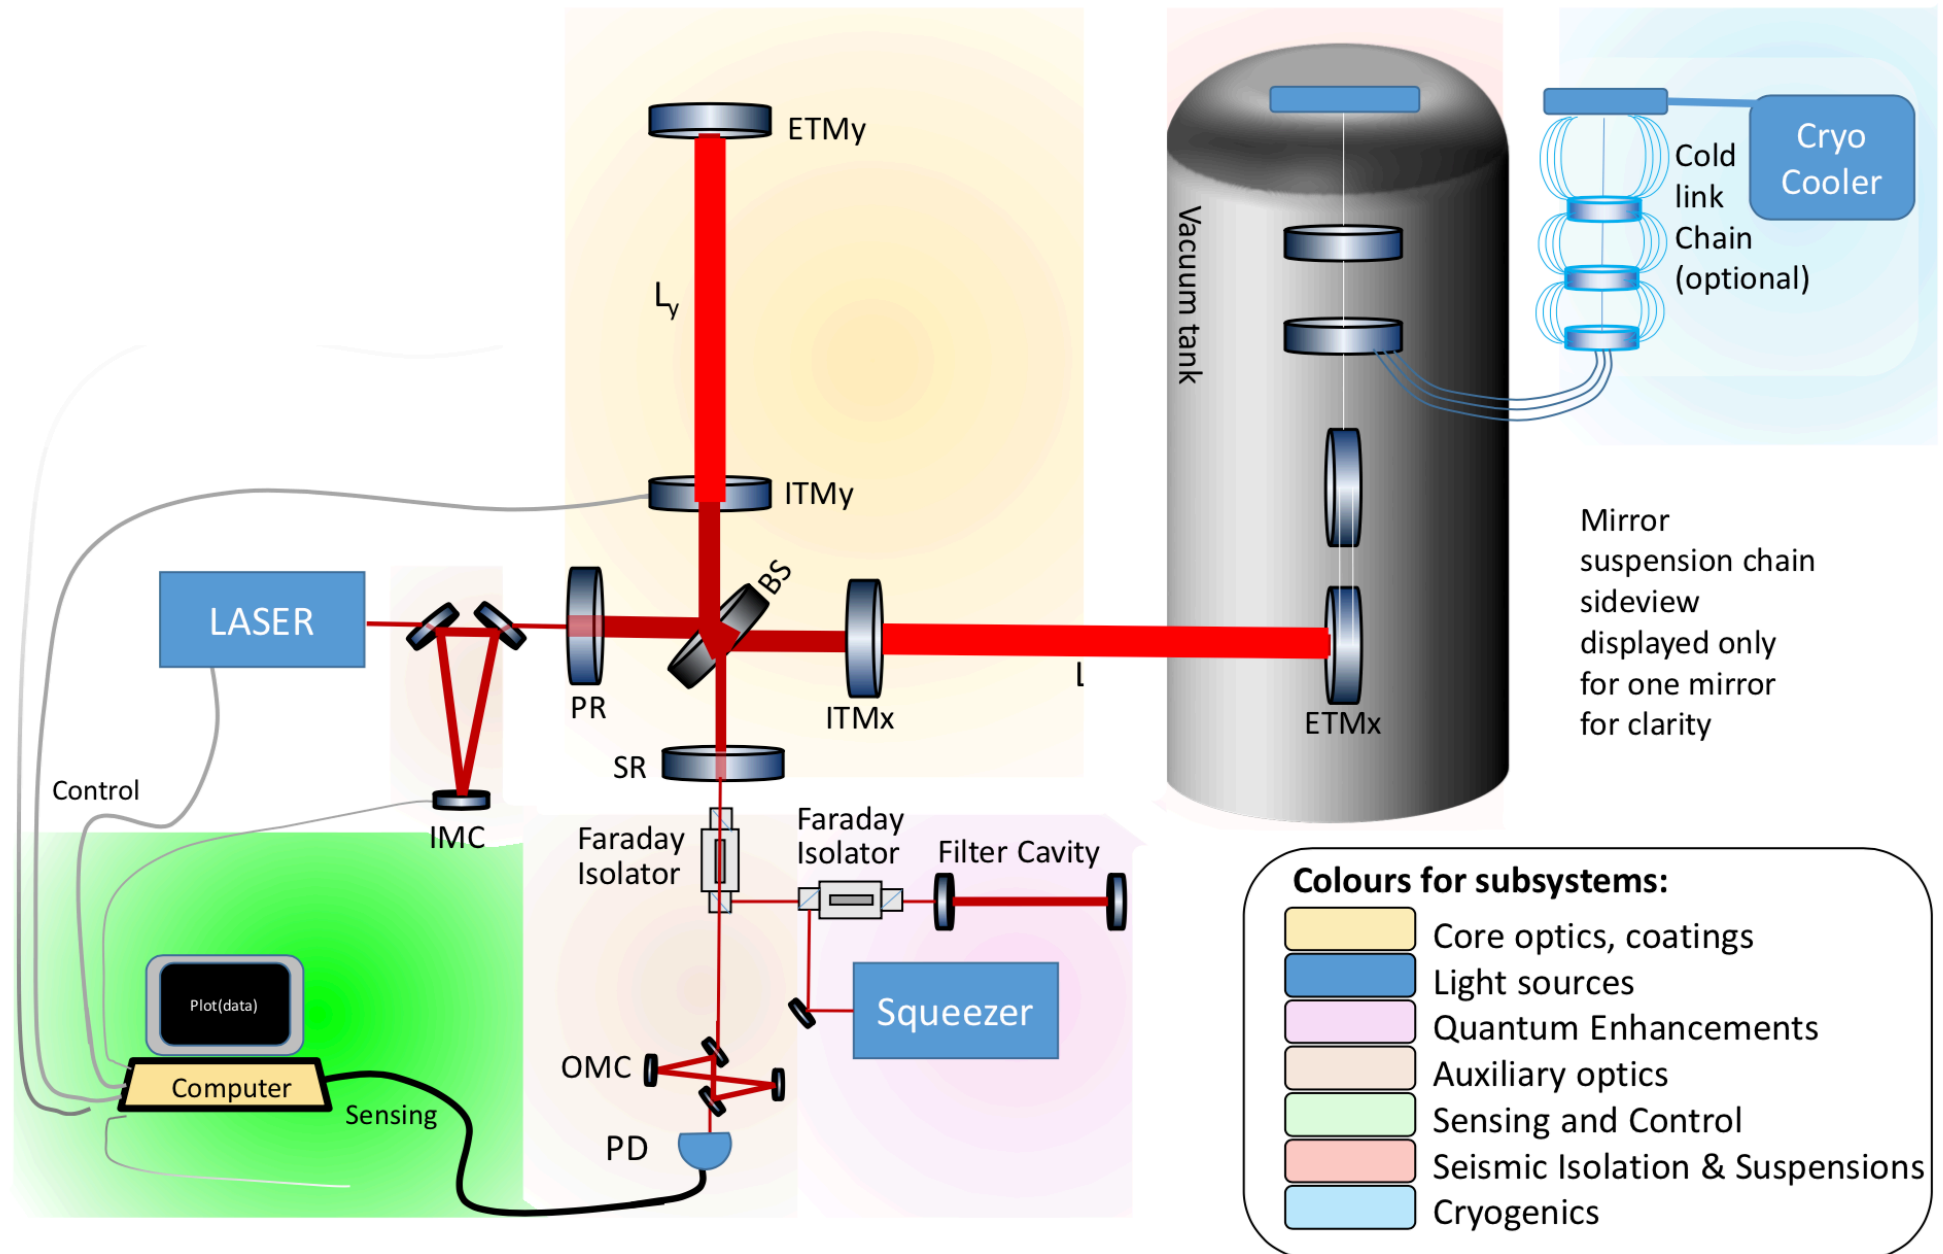 ETMy
Ly
ITMy
LASER
BS
PR
ITMx
L
ETMx
SR
IMC
Control
Vacuum tank
Cryo
Cooler
Cold
link
Chain
(optional)
Mirror
suspension chain
sideview
displayed only
for one mirror
for clarity
Faraday
Isolator
Faraday
Isolator
Filter Cavity
Squeezer
OMC
PD
Plot(data)
Computer
Sensing
Colours for subsystems:
Core optics, coatings
Light sources
Quantum Enhancements
Auxiliary optics
Sensing and Control
Seismic Isolation & Suspensions
Cryogenics